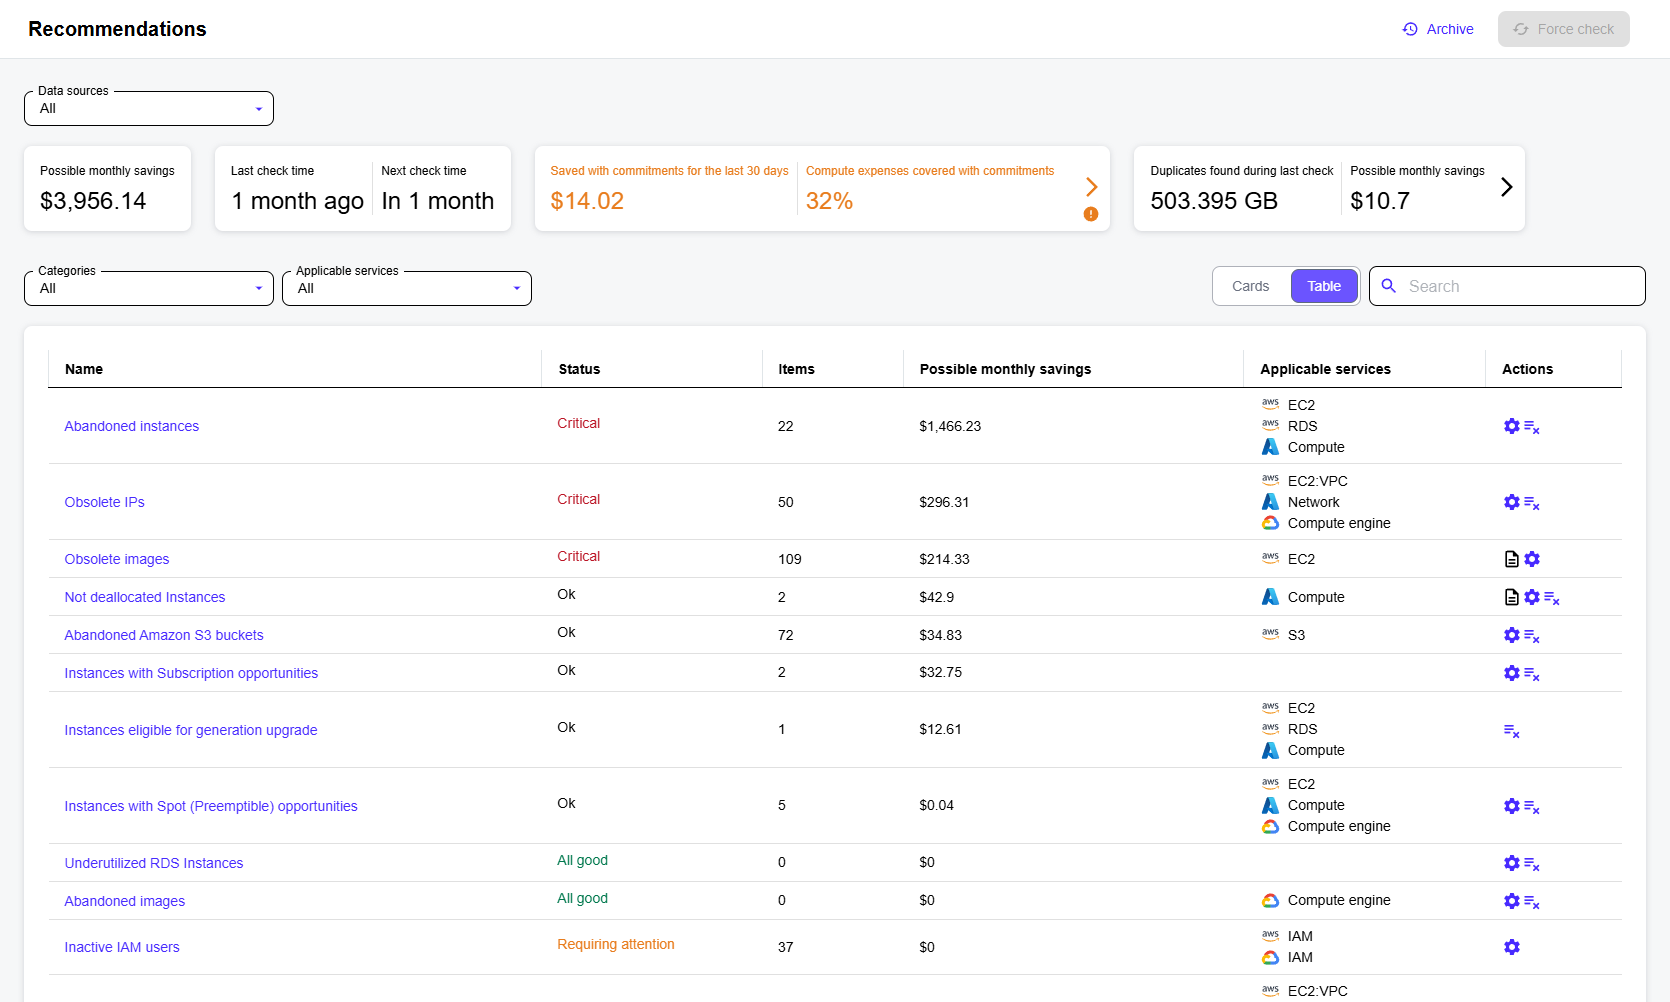 Recommendations
Archive
Force check
Data sources
All
Possible monthly savings
$3,956.14
Last check time
1 month ago
Next check time
In 1 month
Saved with commitments for the last 30 days
$14.02
Compute expenses covered with commitments
32%
Duplicates found during last check
503.395 GB
Possible monthly savings
$10.7
Categories
All
Applicable services
All
Cards
Table
Search
Name Status Items Possible monthly savings Applicable services Actions
Abandoned instances Critical 22 $1,466.23
aws EC2
aws RDS
Compute
Obsolete IPs Critical 50 $296.31
aws EC2:VPC
Network
Compute engine
Obsolete images Critical 109 $214.33 aws EC2
Not deallocated Instances Ok 2 $42.9 Compute
Abandoned Amazon S3 buckets Ok 72 $34.83 aws S3
Instances with Subscription opportunities Ok 2 $32.75
Instances eligible for generation upgrade Ok 1 $12.61
aws EC2
aws RDS
Compute
Instances with Spot (Preemptible) opportunities Ok 5 $0.04
aws EC2
Compute
Compute engine
Underutilized RDS Instances All good 0 $0
Abandoned images All good 0 $0 Compute engine
Inactive IAM users Requiring attention 37 $0
aws IAM
IAM
aws EC2:VPC